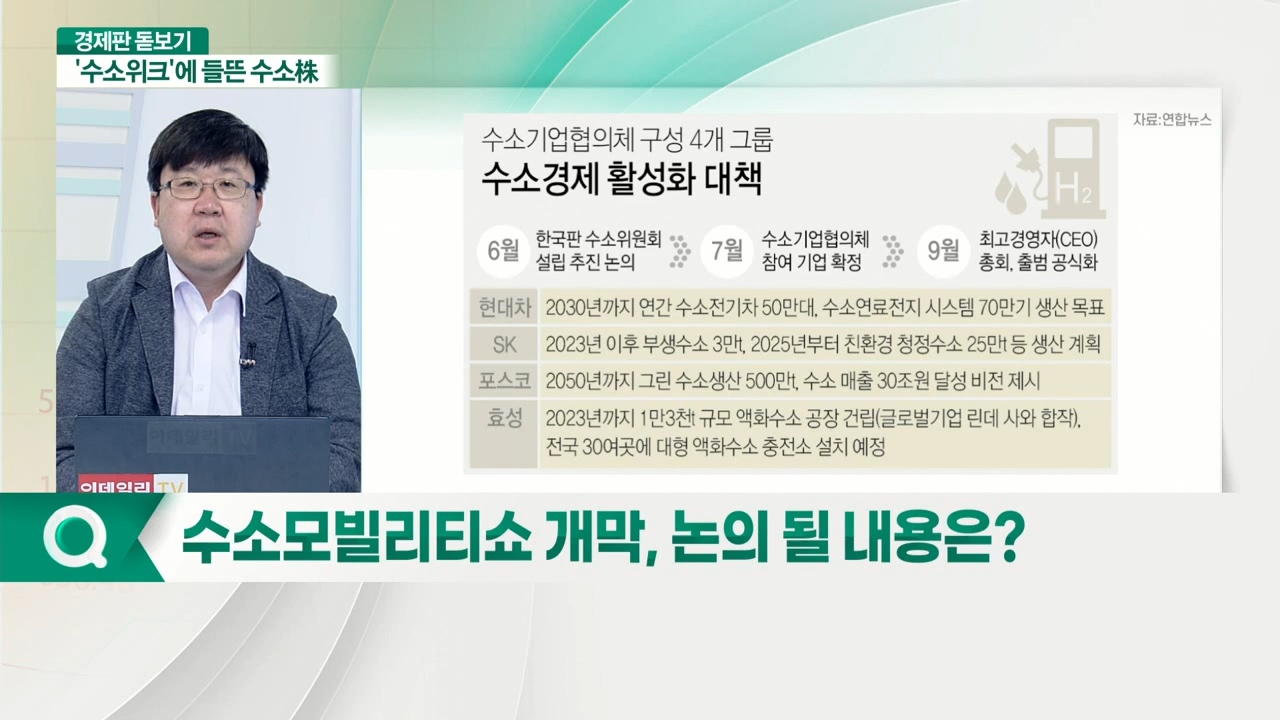 경제판 돋보기
'수소위크'에 들뜬 수소株
자료:연합뉴스
수소기업협의체 구성 4개 그룹
수소경제 활성화 대책
H2
6월
한국판 수소위원회
설립 추진 논의
7월
수소기업협의체
참여 기업 확정
9월
최고경영자(CEO)
총회, 출범 공식화
현대차 2030년까지 연간 수소전기차 50만대, 수소연료전지 시스템 70만기 생산 목표
SK 2023년 이후 부생수소 3만t, 2025년부터 친환경 청정수소 25만t 등 생산 계획
포스코 2050년까지 그린 수소생산 500만t, 수소 매출 30조원 달성 비전 제시
효성 2023년까지 1만3천t 규모 액화수소 공장 건립(글로벌기업 린데 사와 합작),
전국 30여곳에 대형 액화수소 충전소 설치 예정
이데일리 TV
이데일리 TV
수소모빌리티쇼 개막, 논의 될 내용은?